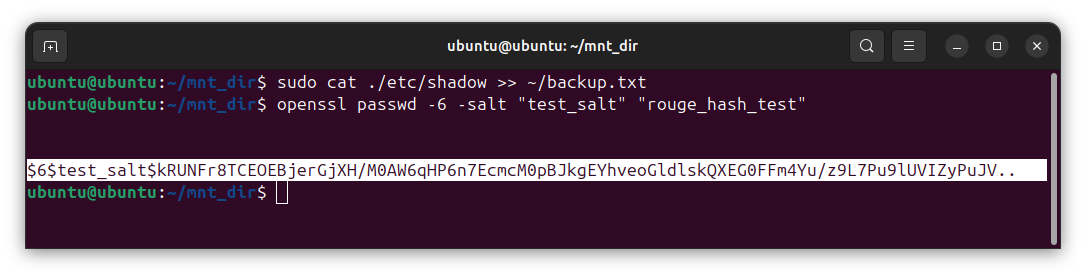 ubuntu@ubuntu: ~/mnt_dir
ubuntu@ubuntu:~/mnt_dir$ sudo cat ./etc/shadow >> ~/backup.txt
ubuntu@ubuntu:~/mnt_dir$ openssl passwd -6 -salt "test_salt" "rouge_hash_test"
$6$test_salt$kRUNFr8TCEOEBjerGjXH/M0AW6qHP6n7EcmcM0pBJkgEYhveoGldlskQXEG0FFm4Yu/z9L7Pu9lUVIZyPuJV..
ubuntu@ubuntu:~/mnt_dir$